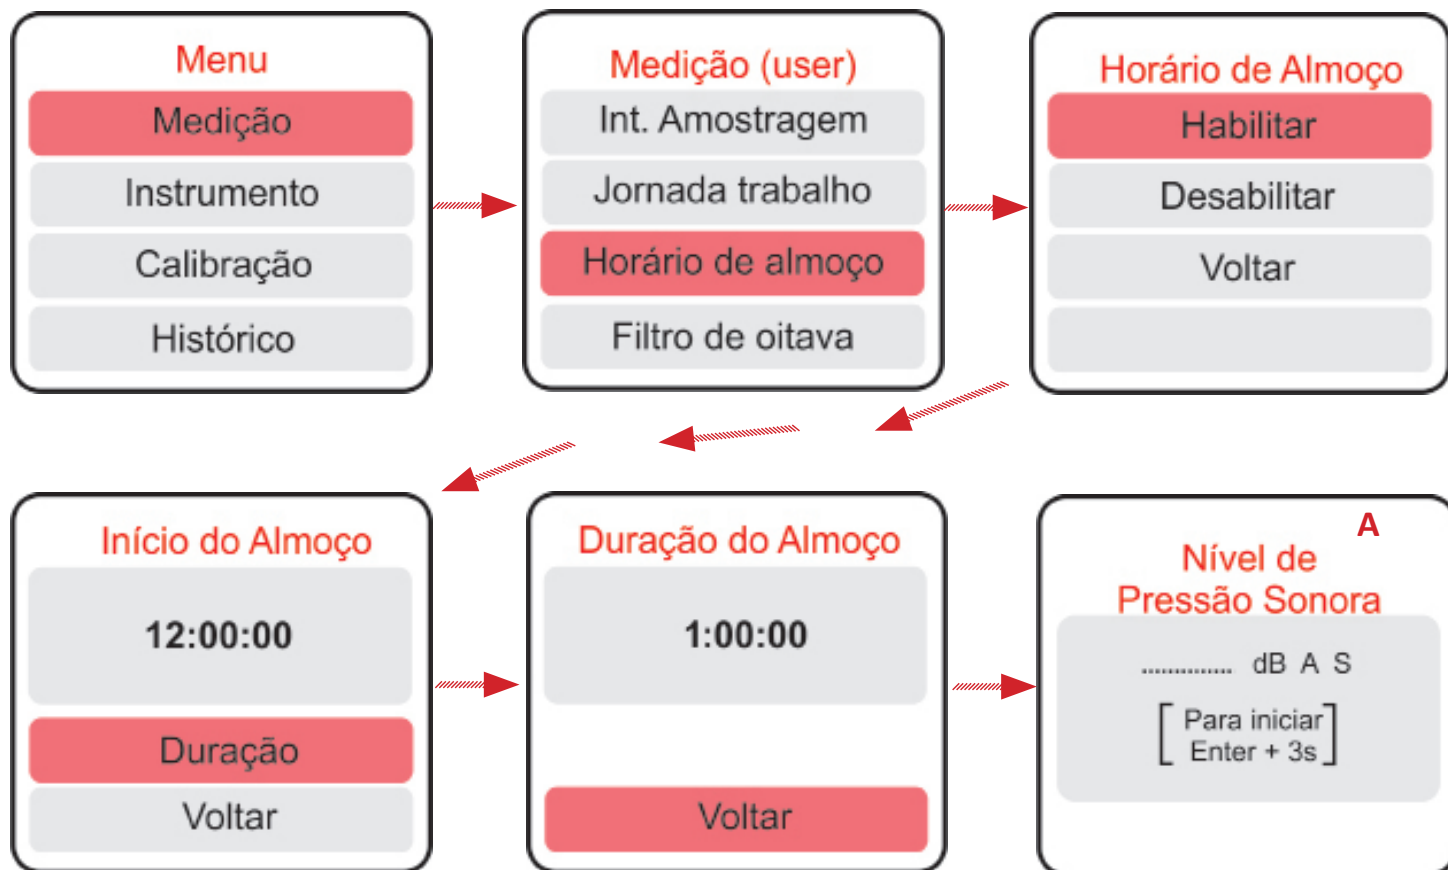 Menu
Medição
Instrumento
Calibração
Histórico
Medição (user)
Int. Amostragem
Jornada trabalho
Horário de almoço
Filtro de oitava
Horário de Almoço
Habilitar
Desabilitar
Voltar
Início do Almoço
12:00:00
Duração
Voltar
Duração do Almoço
1:00:00
Voltar
A
Nível de
Pressão Sonora
.............. dB A S
[Para iniciar
Enter + 3s]